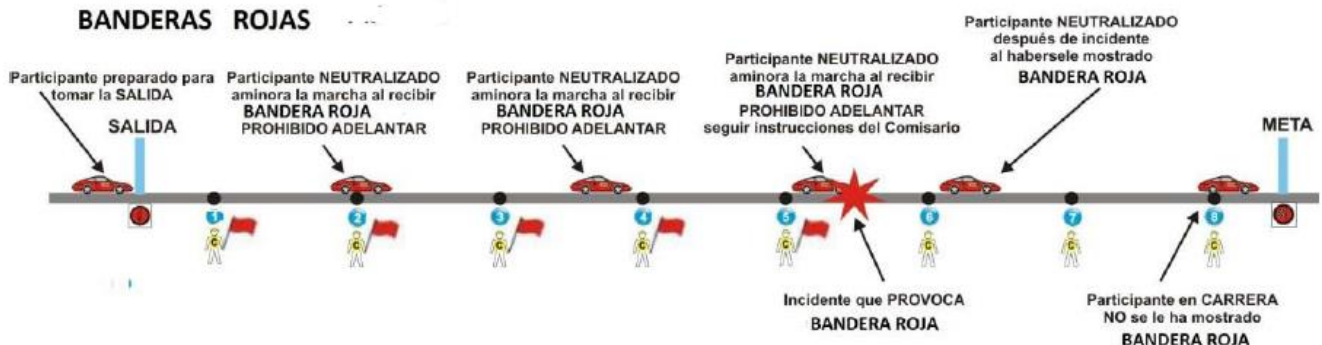 BANDERAS ROJAS
Participante preparado para
tomar la SALIDA
SALIDA
Participante NEUTRALIZADO
aminora la marcha al recibir
BANDERA ROJA
PROHIBIDO ADELANTAR
Participante NEUTRALIZADO
aminora la marcha al recibir
BANDERA ROJA
PROHIBIDO ADELANTAR
Participante NEUTRALIZADO
aminora la marcha al recibir
BANDERA ROJA
PROHIBIDO ADELANTAR
seguir instrucciones del Comisario
Participante NEUTRALIZADO
después de incidente
al habersele mostrado
BANDERA ROJA
META
1
2
3
4
5
6
7
8
C
C
C
C
C
C
C
C
Incidente que PROVOCA
BANDERA ROJA
Participante en CARRERA
NO se le ha mostrado
BANDERA ROJA